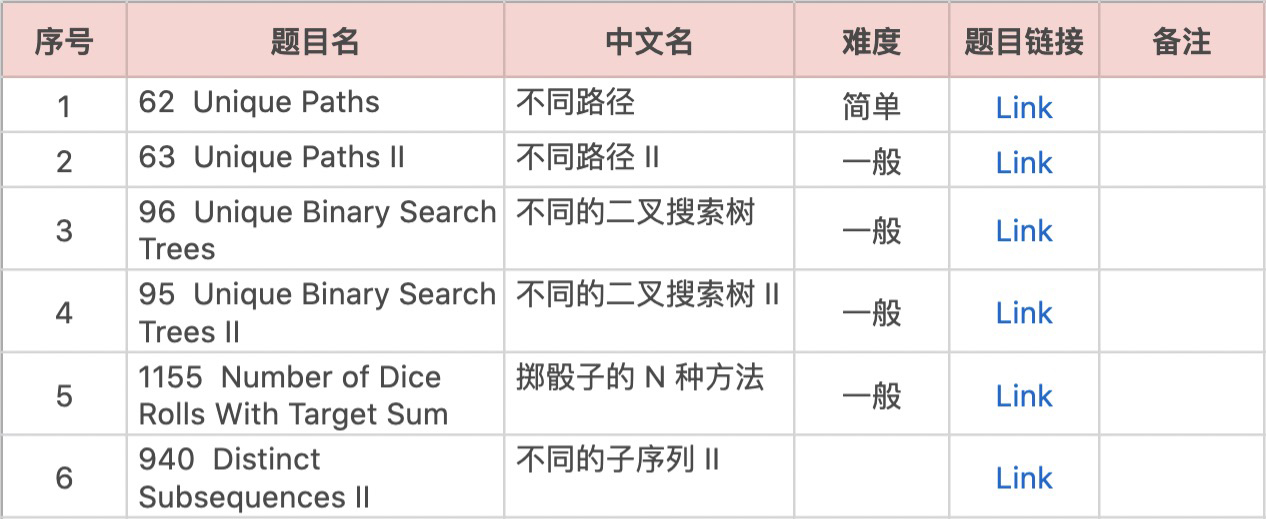 序号 题目名 中文名 难度 题目链接 备注
1 62 Unique Paths 不同路径 简单 Link
2 63 Unique Paths II 不同路径 II 一般 Link
3 96 Unique Binary Search Trees 不同的二叉搜索树 一般 Link
4 95 Unique Binary Search Trees II 不同的二叉搜索树 II 一般 Link
5 1155 Number of Dice Rolls With Target Sum 掷骰子的 N 种方法 一般 Link
6 940 Distinct Subsequences II 不同的子序列 II Link